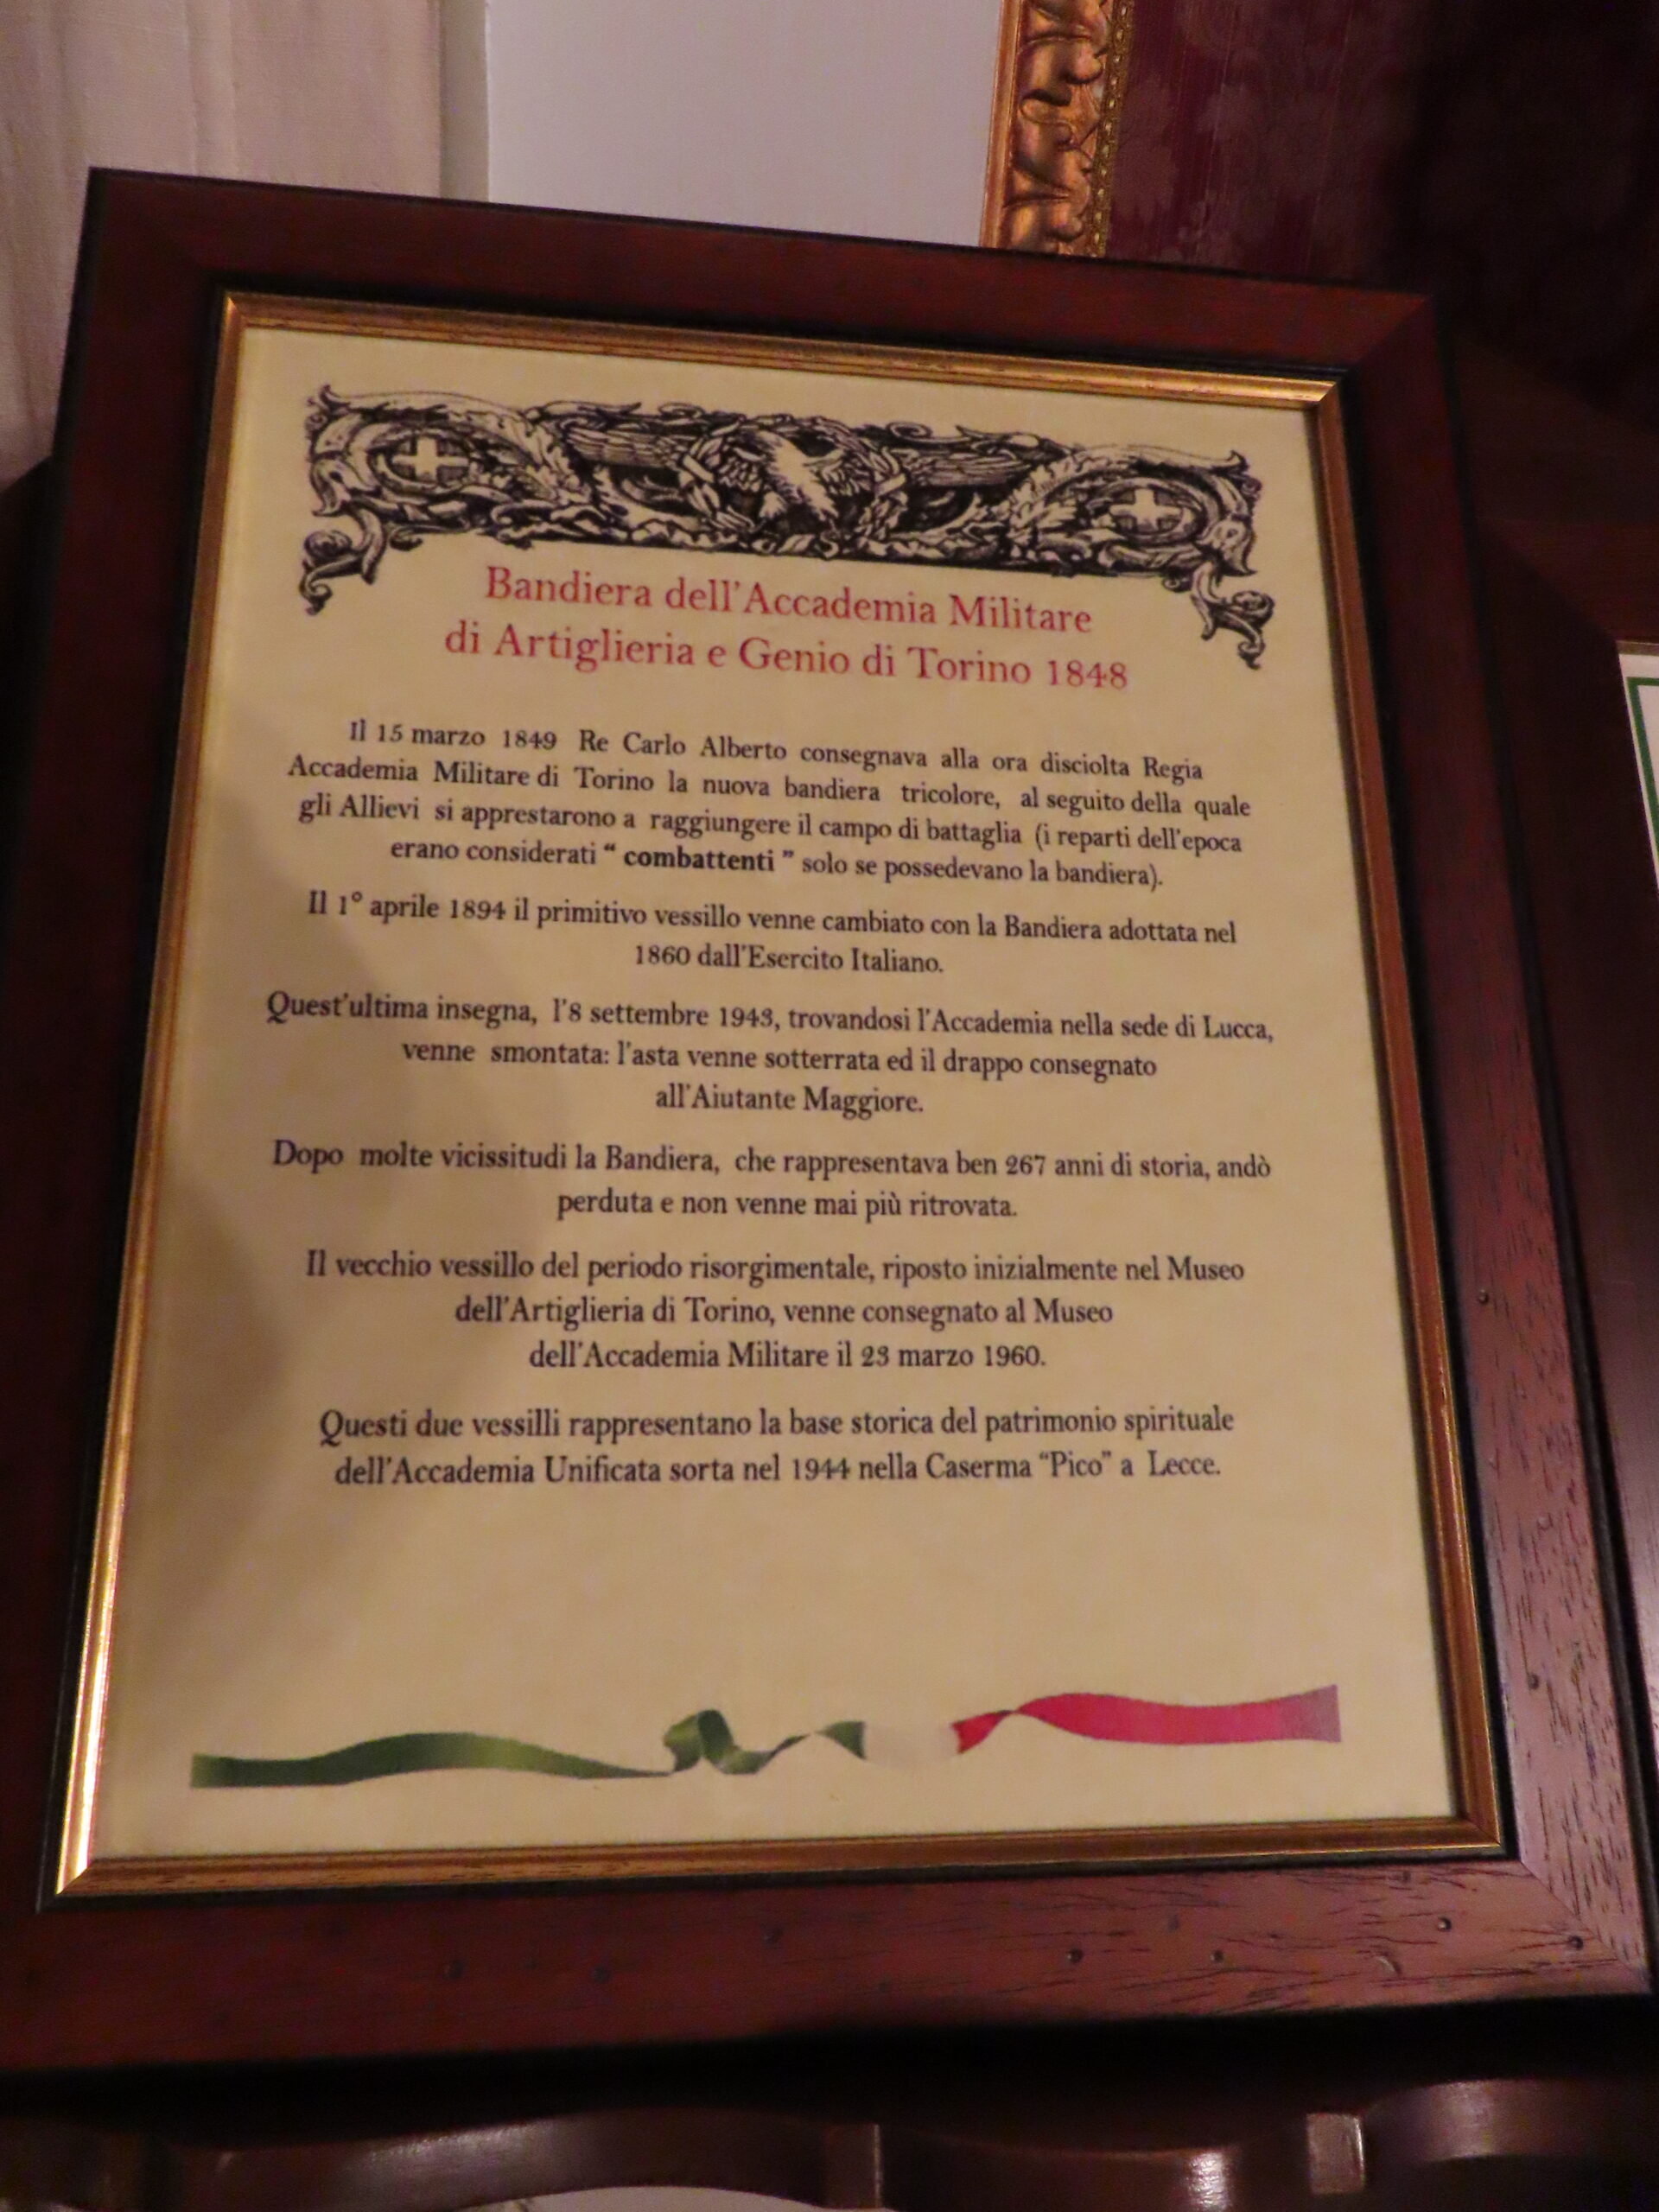 Bandiera dell'Accademia Militare
di Artiglieria e Genio di Torino 1848
Il 15 marzo 1849 Re Carlo Alberto consegnava alla ora disciolta Regia
Accademia Militare di Torino la nuova bandiera tricolore, al seguito della quale
gli Allievi si apprestarono a raggiungere il campo di battaglia (i reparti dell'epoca
erano considerati “ combattenti ” solo se possedevano la bandiera).
Il 1° aprile 1894 il primitivo vessillo venne cambiato con la Bandiera adottata nel
1860 dall'Esercito Italiano.
Quest'ultima insegna, l'8 settembre 1943, trovandosi l'Accademia nella sede di Lucca,
venne smontata: l'asta venne sotterrata ed il drappo consegnato
all'Aiutante Maggiore.
Dopo molte vicissitudi la Bandiera, che rappresentava ben 267 anni di storia, andò
perduta e non venne mai più ritrovata.
Il vecchio vessillo del periodo risorgimentale, riposto inizialmente nel Museo
dell'Artiglieria di Torino, venne consegnato al Museo
dell'Accademia Militare il 23 marzo 1960.
Questi due vessilli rappresentano la base storica del patrimonio spirituale
dell'Accademia Unificata sorta nel 1944 nella Caserma “Pico” a Lecce.